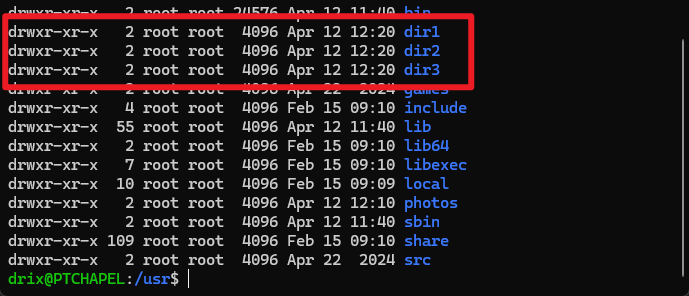 drwxr-xr-x   2 root root 24576 Apr 12 11:40 bin
drwxr-xr-x   2 root root  4096 Apr 12 12:20 dir1
drwxr-xr-x   2 root root  4096 Apr 12 12:20 dir2
drwxr-xr-x   2 root root  4096 Apr 12 12:20 dir3
drwxr-xr-x   2 root root  4096 Apr 22  2024 games
drwxr-xr-x   4 root root  4096 Feb 15 09:10 include
drwxr-xr-x  55 root root  4096 Apr 12 11:40 lib
drwxr-xr-x   2 root root  4096 Feb 15 09:10 lib64
drwxr-xr-x   7 root root  4096 Feb 15 09:10 libexec
drwxr-xr-x  10 root root  4096 Feb 15 09:09 local
drwxr-xr-x   2 root root  4096 Apr 12 12:10 photos
drwxr-xr-x   2 root root  4096 Apr 12 11:40 sbin
drwxr-xr-x 109 root root  4096 Feb 15 09:10 share
drwxr-xr-x   2 root root  4096 Apr 22  2024 src
drix@PTCHAPEL:/usr$